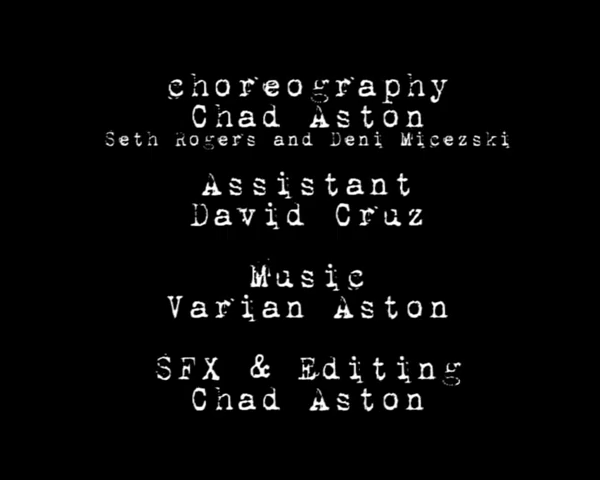 choreography
Chad Aston
Seth Rogers and Deni Micezski
Assistant
David Cruz
Music
Varian Aston
SFX & Editing
Chad Aston